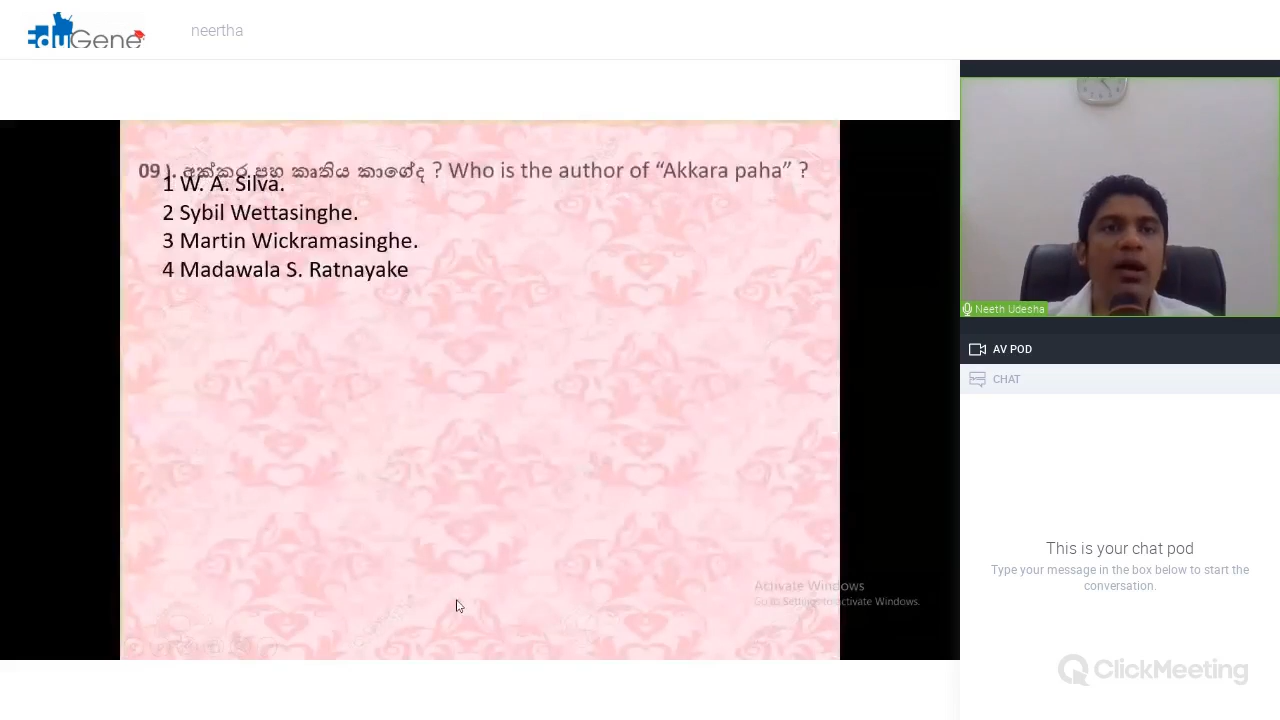 EduGene
neertha
09 ). අක්කර පහ කෘතිය කාගේද ? Who is the author of “Akkara paha” ?
1 W. A. Silva.
2 Sybil Wettasinghe.
3 Martin Wickramasinghe.
4 Madawala S. Ratnayake
Activate Windows
Go to Settings to activate Windows.
Neeth Udesha
AV POD
CHAT
This is your chat pod
Type your message in the box below to start the
conversation.
ClickMeeting